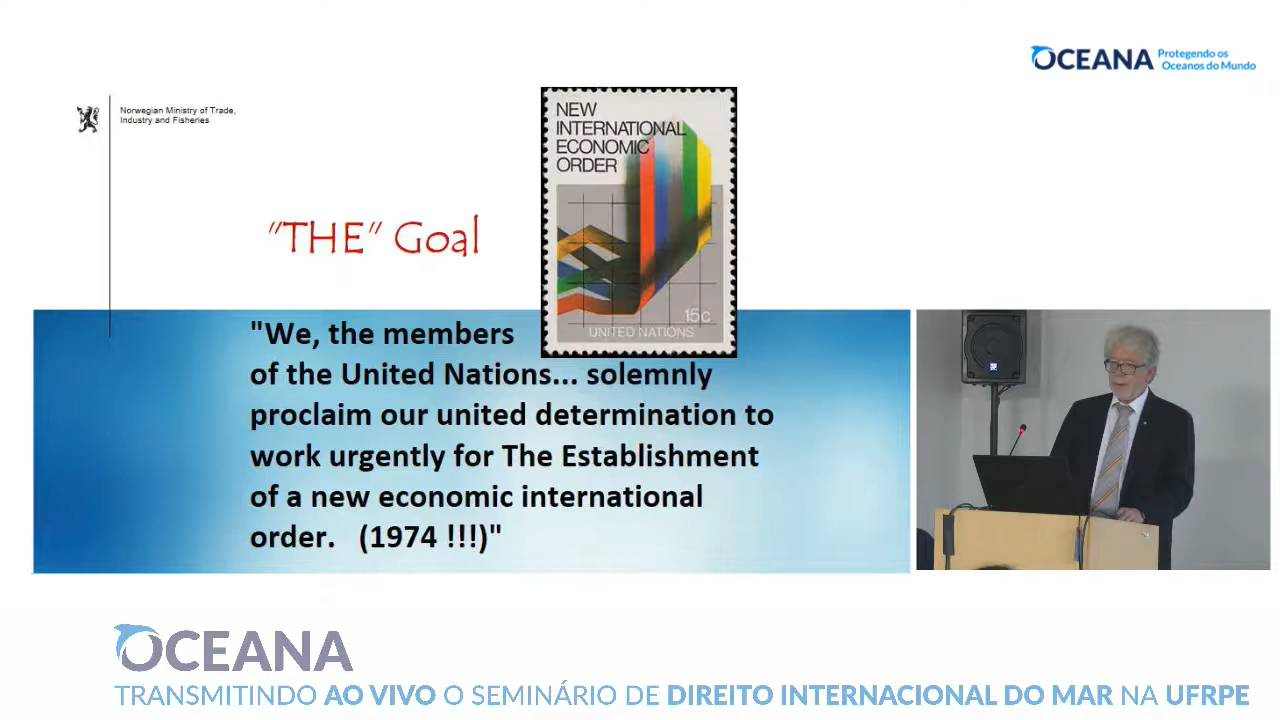 OCEANA
Protegendo os
Oceanos do Mundo
Norwegian Ministry of Trade,
Industry and Fisheries
NEW
INTERNATIONAL
ECONOMIC
ORDER
15c
UNITED NATIONS
"THE" Goal
"We, the members
of the United Nations... solemnly
proclaim our united determination to
work urgently for The Establishment
of a new economic international
order. (1974 !!!)"
OCEANA
TRANSMITINDO AO VIVO O SEMINÁRIO DE DIREITO INTERNACIONAL DO MAR NA UFRPE